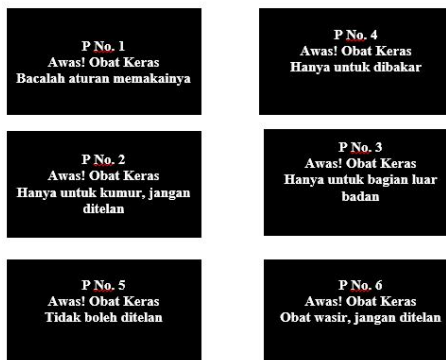 P No. 1
Awas! Obat Keras
Bacalah aturan memakainya
P No. 4
Awas! Obat Keras
Hanya untuk dibakar
P No. 2
Awas! Obat Keras
Hanya untuk kumur, jangan
ditelan
P No. 3
Awas! Obat Keras
Hanya untuk bagian luar
badan
P No. 5
Awas! Obat Keras
Tidak boleh ditelan
P No. 6
Awas! Obat Keras
Obat wasir, jangan ditelan